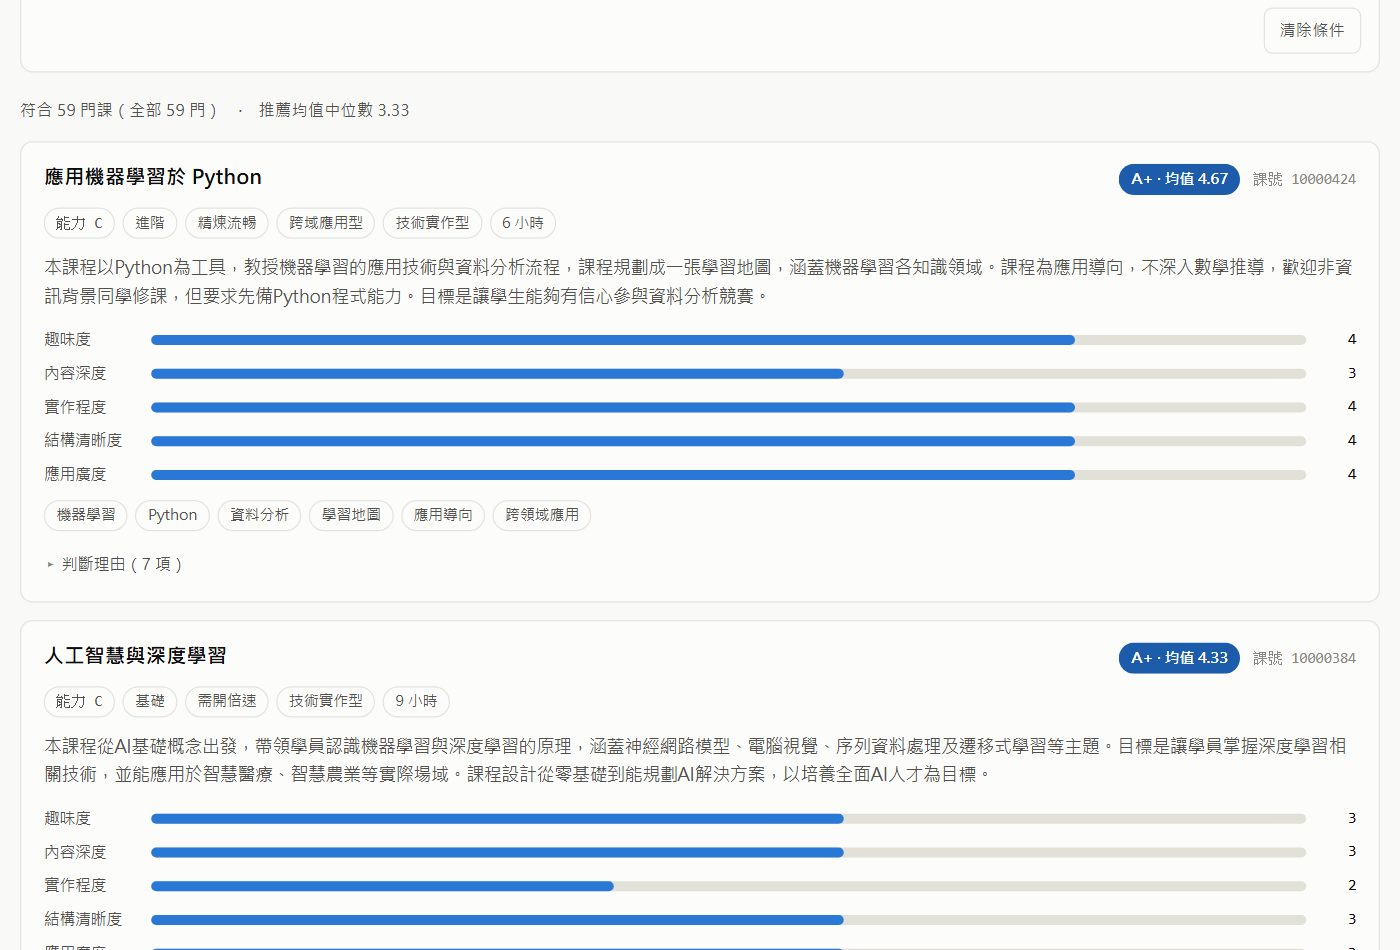 清除條件
符合 59 門課 ( 全部 59 門 ) · 推薦均值中位數 3.33
應用機器學習於 Python
A+ · 均值 4.67 課號 10000424
能力 C 進階 精煉流暢 跨域應用型 技術實作型 6 小時
本課程以Python為工具，教授機器學習的應用技術與資料分析流程，課程規劃成一張學習地圖，涵蓋機器學習各知識領域。課程為應用導向，不深入數學推導，歡迎非資
訊背景同學修課，但要求先備Python程式能力。目標是讓學生能夠有信心參與資料分析競賽。
趣味度 4
內容深度 3
實作程度 4
結構清晰度 4
應用廣度 4
機器學習 Python 資料分析 學習地圖 應用導向 跨領域應用
▸ 判斷理由 ( 7 項 )
人工智慧與深度學習
A+ · 均值 4.33 課號 10000384
能力 C 基礎 需開倍速 技術實作型 9 小時
本課程從AI基礎概念出發，帶領學員認識機器學習與深度學習的原理，涵蓋神經網路模型、電腦視覺、序列資料處理及遷移式學習等主題。目標是讓學員掌握深度學習相
關技術，並能應用於智慧醫療、智慧農業等實際場域。課程設計從零基礎到能規劃AI解決方案，以培養全面AI人才為目標。
趣味度 3
內容深度 3
實作程度 2
結構清晰度 3